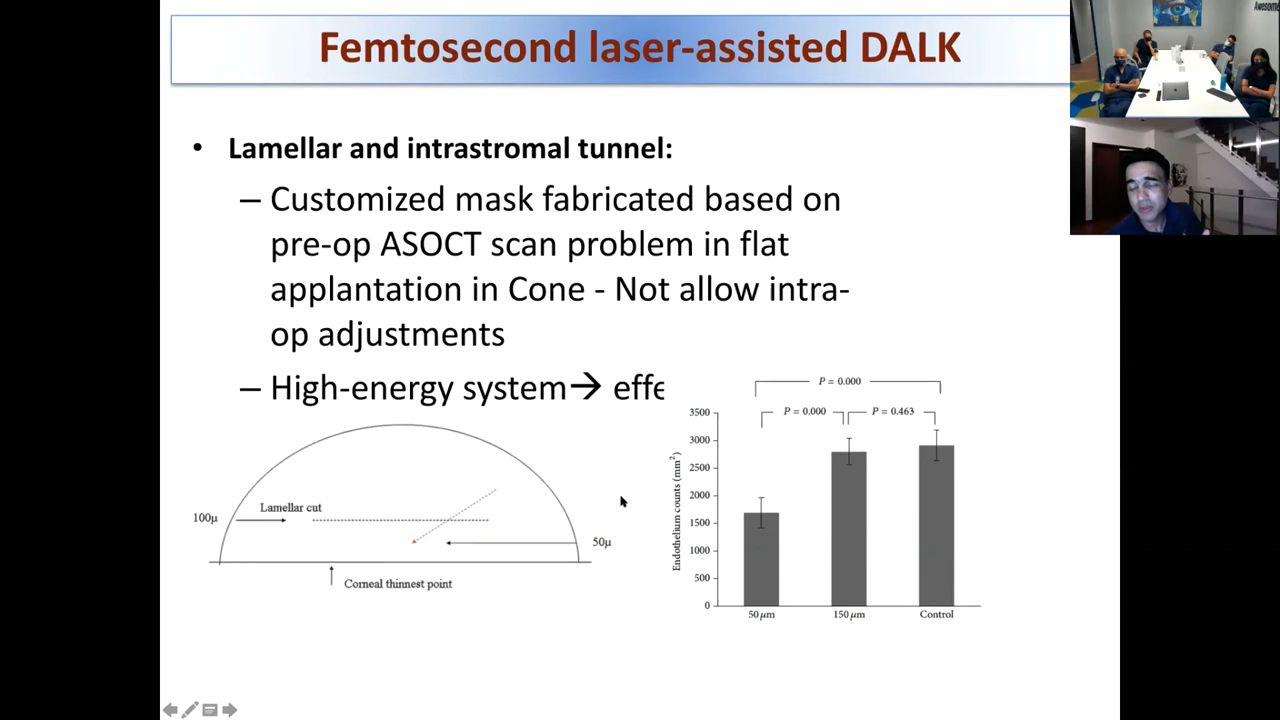 Femtosecond laser-assisted DALK
Awesome
• Lamellar and intrastromal tunnel:
– Customized mask fabricated based on
pre-op ASOCT scan problem in flat
applantation in Cone - Not allow intra-
op adjustments
– High-energy system→ effe
100µ
Lamellar cut
50µ
Corneal thinnest point
P = 0.000
P = 0.000
P = 0.463
3500
3000
2500
2000
1500
1000
500
0
Endothelium counts (mm²)
50 µm
150 µm
Control